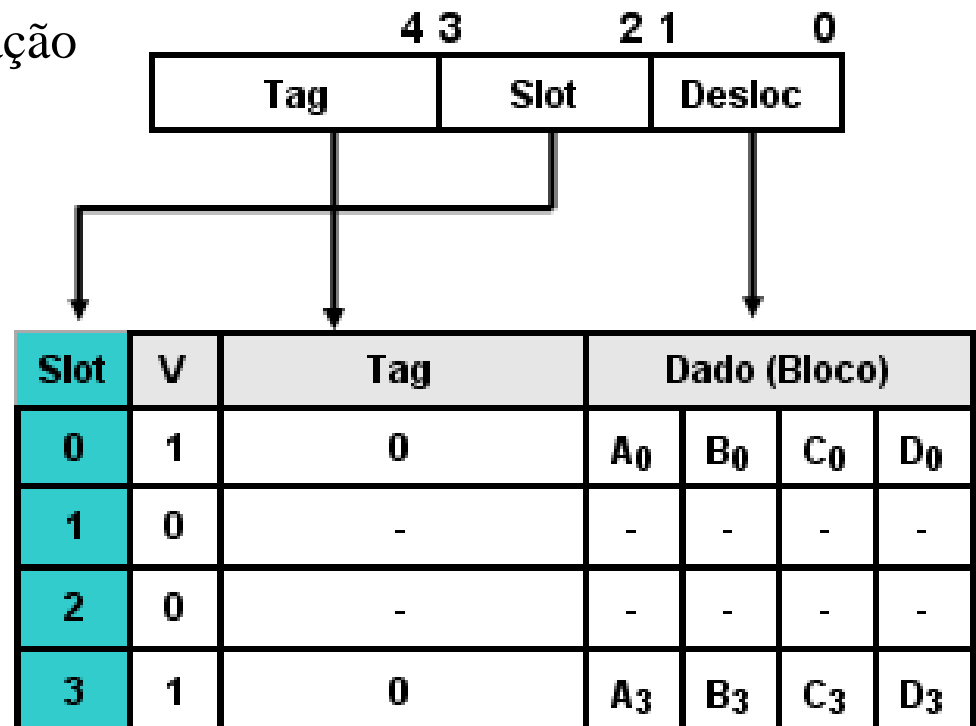 ação
4 3 2 1 0
Tag Slot Desloc
Slot V Tag Dado (Bloco)
0 1 0 A0 B0 C0 D0
1 0 - - - - -
2 0 - - - - -
3 1 0 A3 B3 C3 D3